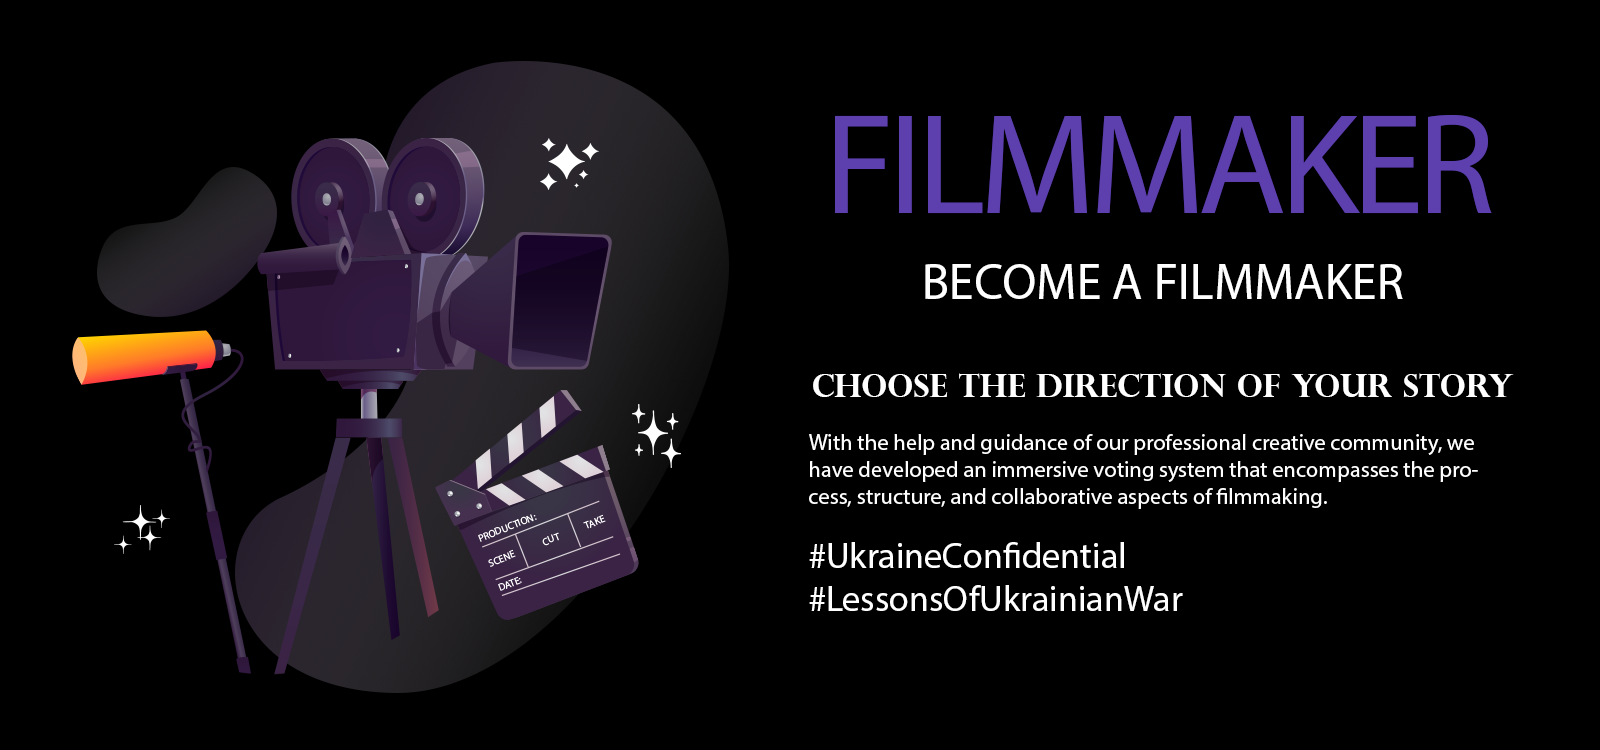 FILMMAKER
BECOME A FILMMAKER
CHOOSE THE DIRECTION OF YOUR STORY
With the help and guidance of our professional creative community, we
have developed an immersive voting system that encompasses the pro-
cess, structure, and collaborative aspects of filmmaking.
#UkraineConfidential
#LessonsOfUkrainianWar
PRODUCTION:
SCENE CUT TAKE
DATE: